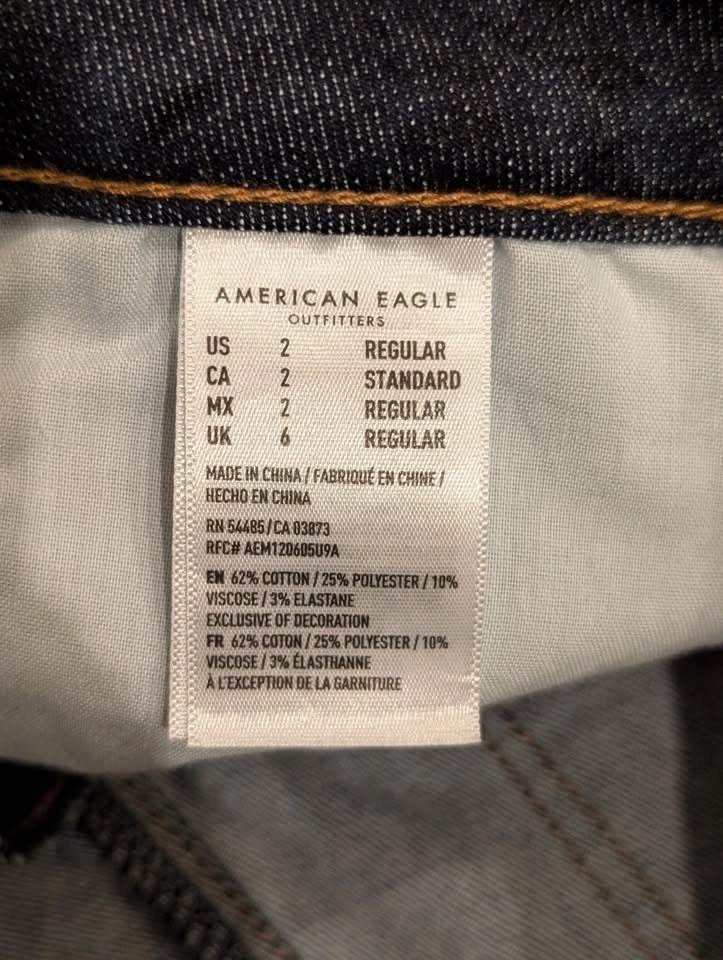 AMERICAN EAGLE
OUTFITTERS
US 2 REGULAR
CA 2 STANDARD
MX 2 REGULAR
UK 6 REGULAR
MADE IN CHINA / FABRIQUÉ EN CHINE /
HECHO EN CHINA
RN 54485 / CA 03873
RFC# AEM120605U9A
EN 62% COTTON / 25% POLYESTER / 10%
VISCOSE / 3% ELASTANE
EXCLUSIVE OF DECORATION
FR 62% COTON / 25% POLYESTER / 10%
VISCOSE / 3% ÉLASTHANNE
À L'EXCEPTION DE LA GARNITURE